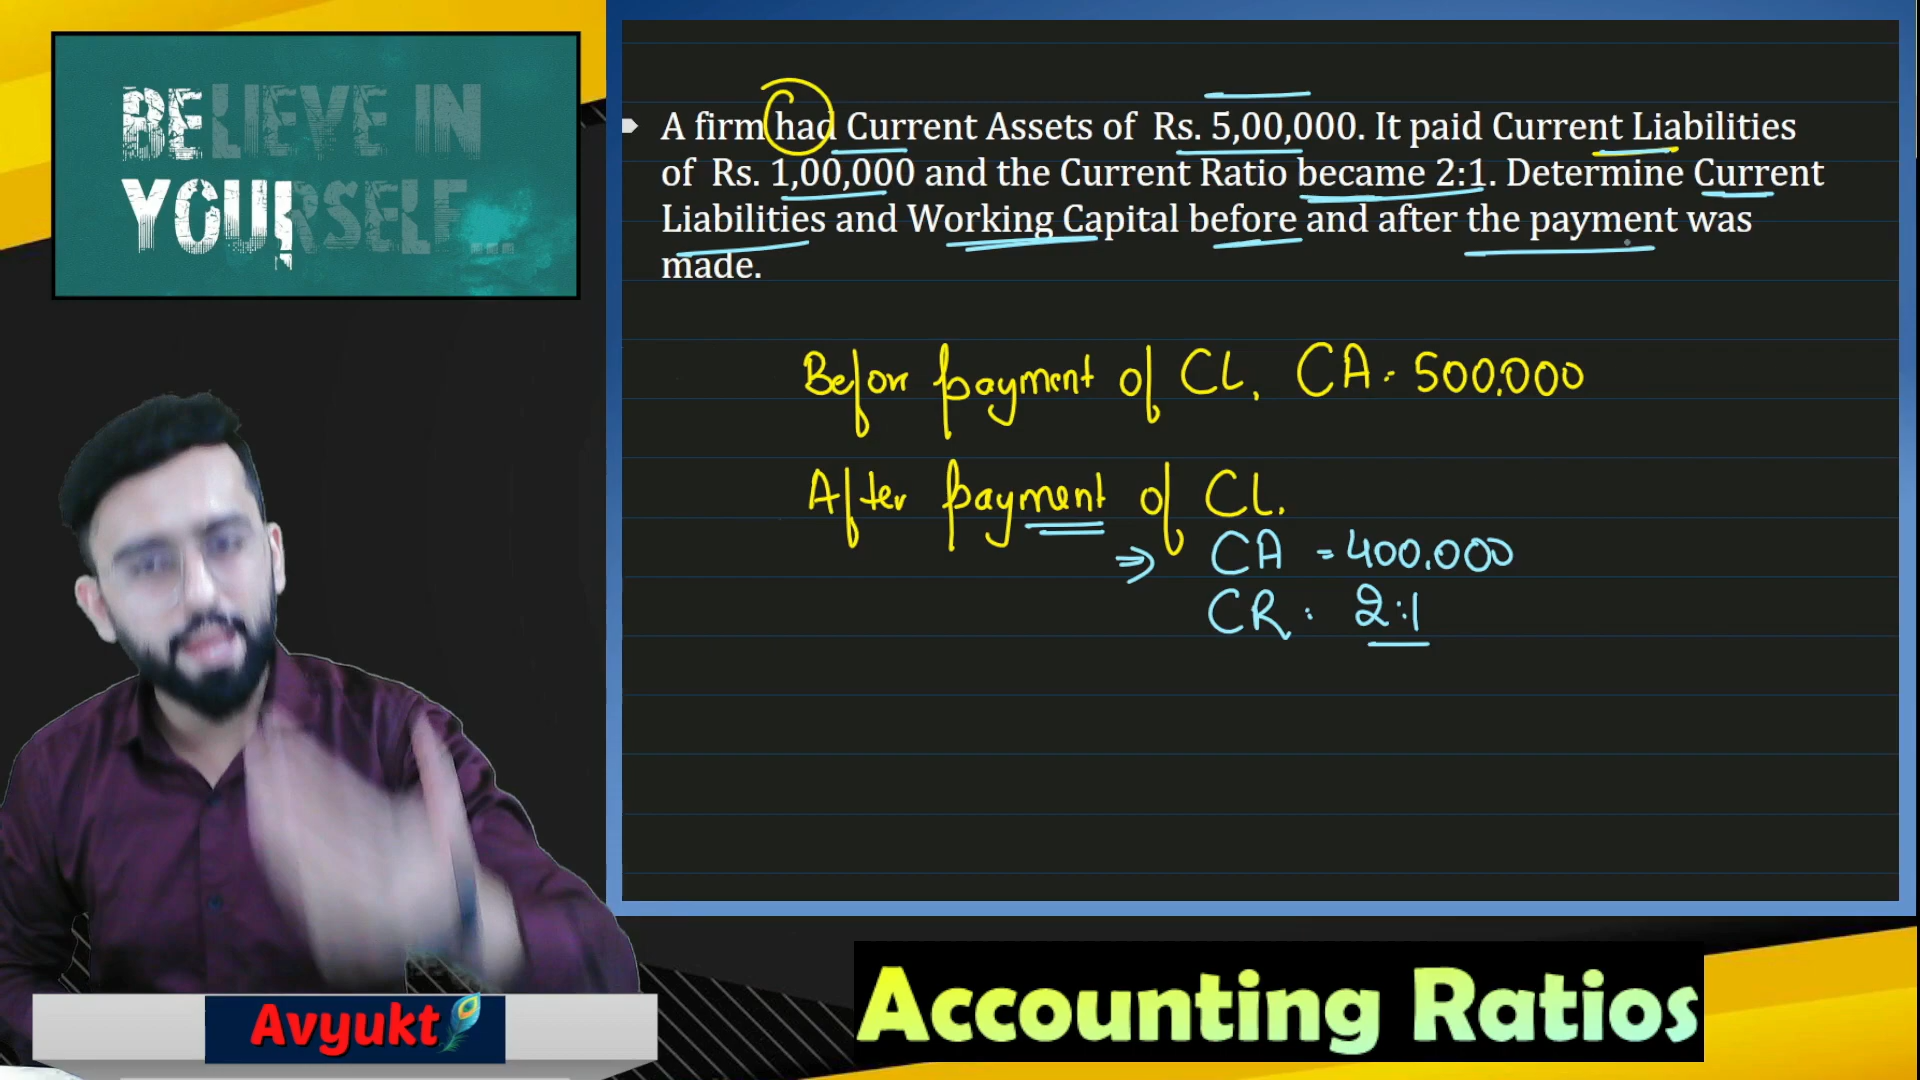 BELIEVE IN
YOURSELF...
A firm had Current Assets of Rs. 5,00,000. It paid Current Liabilities
of Rs. 1,00,000 and the Current Ratio became 2:1. Determine Current
Liabilities and Working Capital before and after the payment was
made.
Before payment of CL, CA = 500,000
After payment of CL.
⇒ CA = 400,000
CR : 2:1
Avyukt
Accounting Ratios